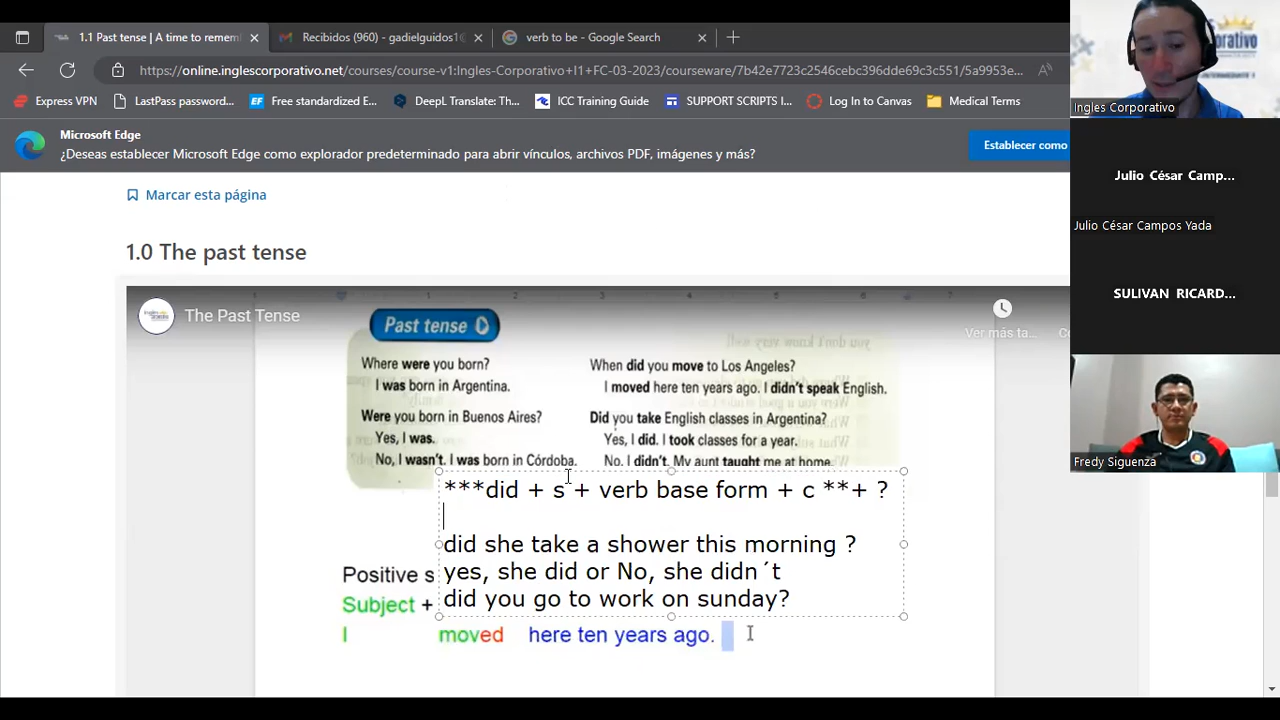 1.1 Past tense | A time to remem
Recibidos (960) - gadielguidos1
verb to be - Google Search
https://online.inglescorporativo.net/courses/course-v1:Ingles-Corporativo+I1+FC-03-2023/courseware/7b42e7723c2546cebc396dde69c3c551/5a9953e...
Express VPN
LastPass password...
EF Free standardized E...
DeepL Translate: Th...
ICC Training Guide
SUPPORT SCRIPTS I...
Log In to Canvas
Medical Terms
Microsoft Edge
¿Deseas establecer Microsoft Edge como explorador predeterminado para abrir vínculos, archivos PDF, imágenes y más?
Establecer como
Marcar esta página
1.0 The past tense
The Past Tense
Ver más ta...
Past tense
Where were you born?
I was born in Argentina.
Were you born in Buenos Aires?
Yes, I was.
No, I wasn't. I was born in Córdoba.
When did you move to Los Angeles?
I moved here ten years ago. I didn't speak English.
Did you take English classes in Argentina?
Yes, I did. I took classes for a year.
No, I didn't. My aunt taught me at home.
***did + s + verb base form + c **+ ?
did she take a shower this morning ?
yes, she did or No, she didn´t
did you go to work on sunday?
Positive s
Subject +
I moved here ten years ago.
Ingles Corporativo
Julio César Camp...
Julio César Campos Yada
SULIVAN RICARD...
Fredy Siguenza